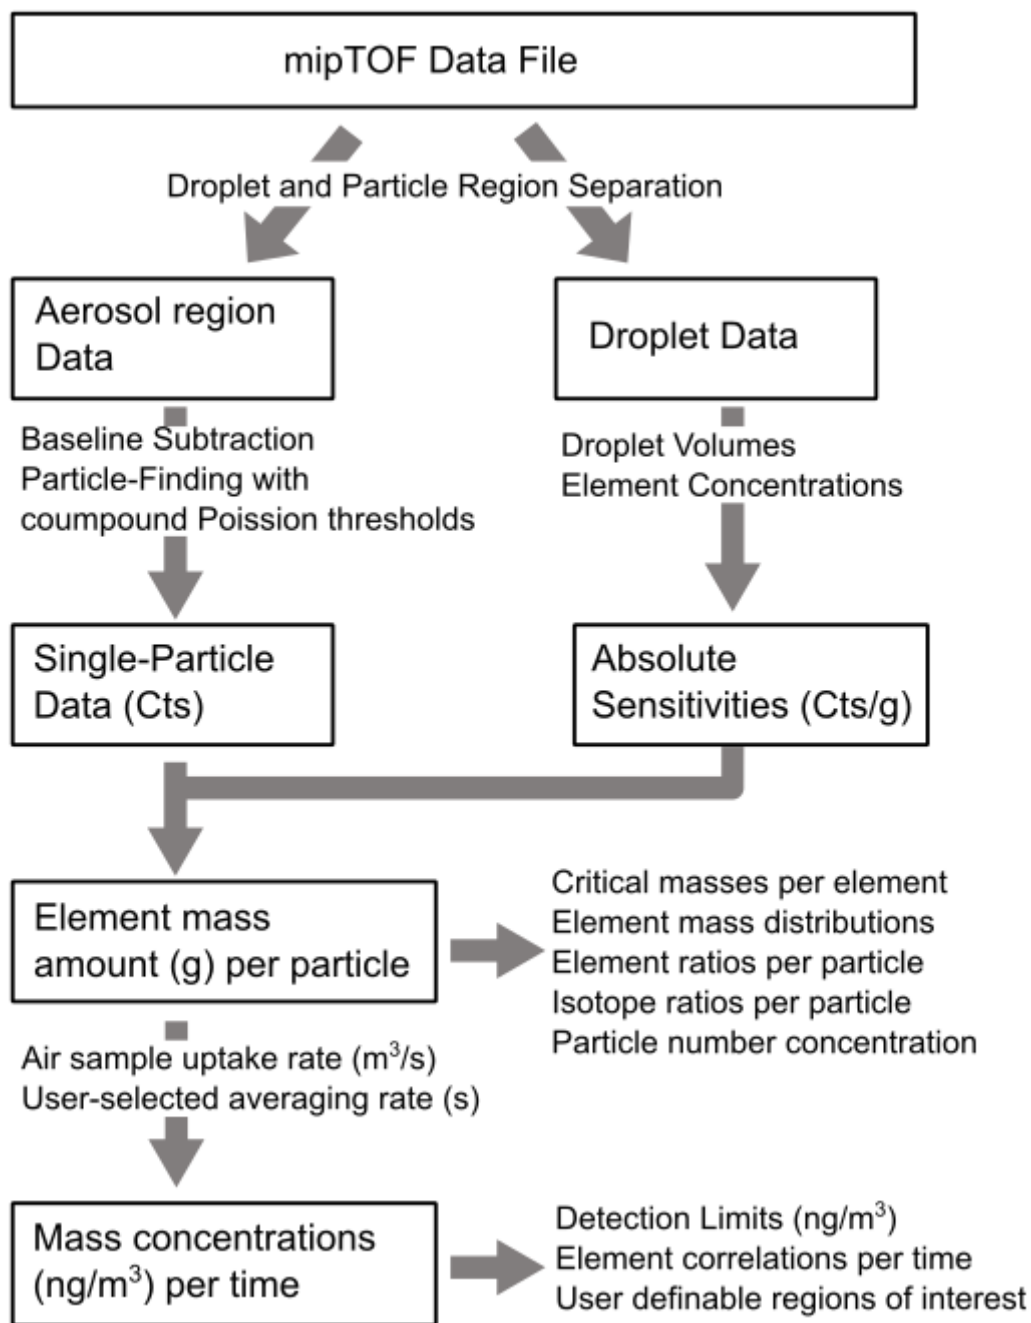 mipTOF Data File
Droplet and Particle Region Separation
Aerosol region
Data
Droplet Data
Baseline Subtraction
Particle-Finding with
coumpound Poission thresholds
Droplet Volumes
Element Concentrations
Single-Particle
Data (Cts)
Absolute
Sensitivities (Cts/g)
Element mass
amount (g) per particle
Critical masses per element
Element mass distributions
Element ratios per particle
Isotope ratios per particle
Particle number concentration
Air sample uptake rate (m³/s)
User-selected averaging rate (s)
Mass concentrations
(ng/m³) per time
Detection Limits (ng/m³)
Element correlations per time
User definable regions of interest